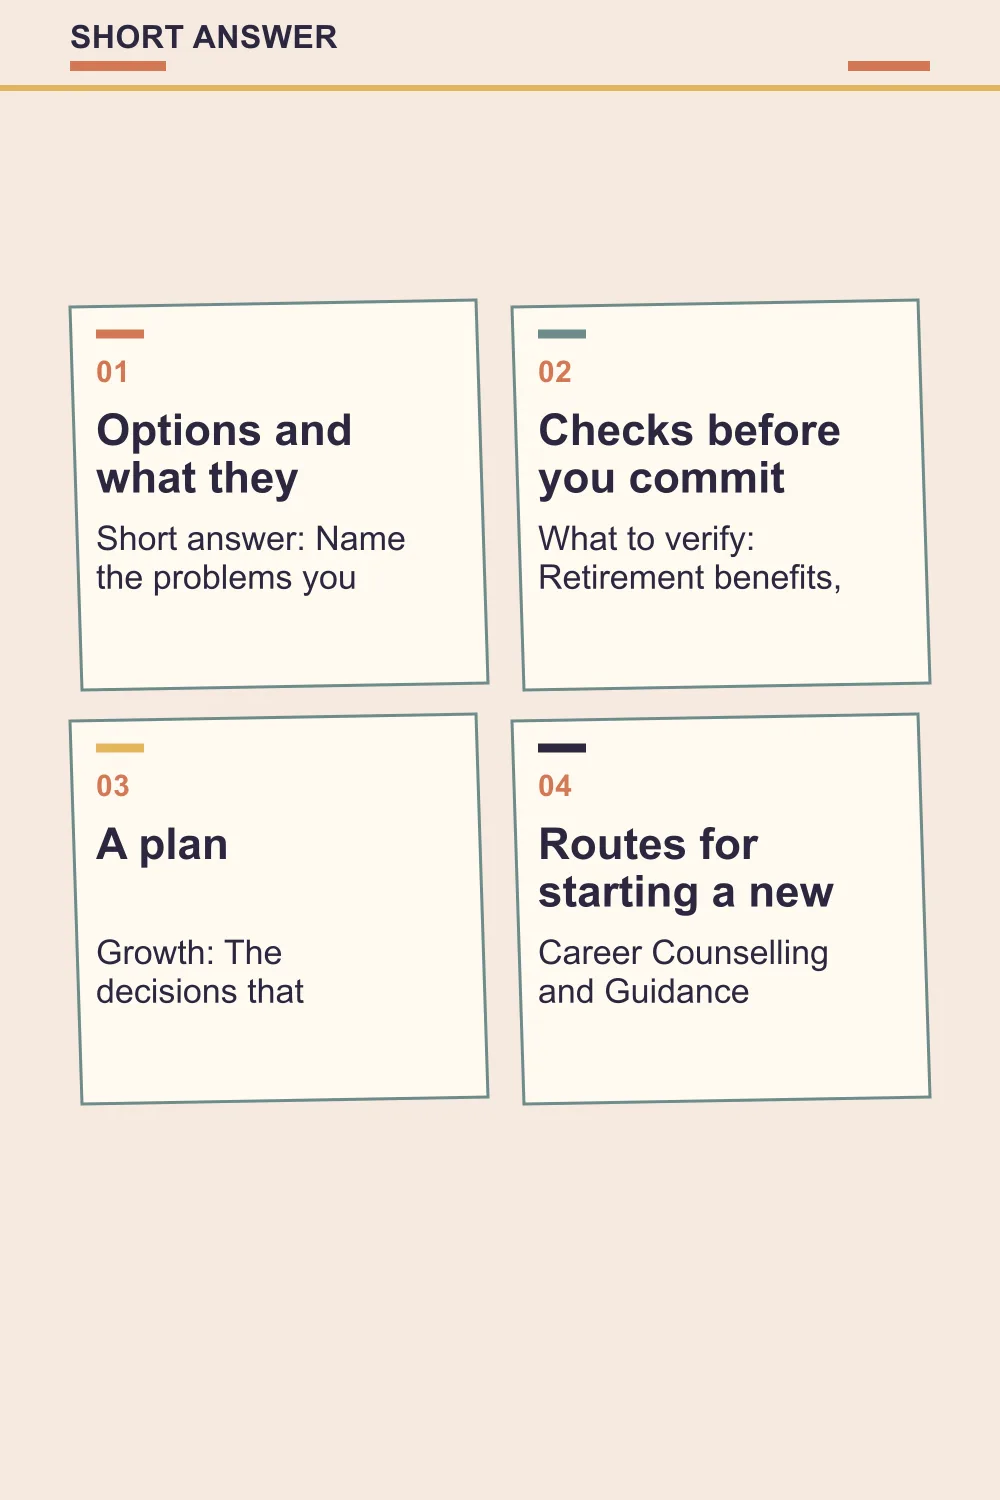 SHORT ANSWER
01
Options and
what they
Short answer: Name
the problems you
02
Checks before
you commit
What to verify:
Retirement benefits,
03
A plan
Growth: The
decisions that
04
Routes for
starting a new
Career Counselling
and Guidance